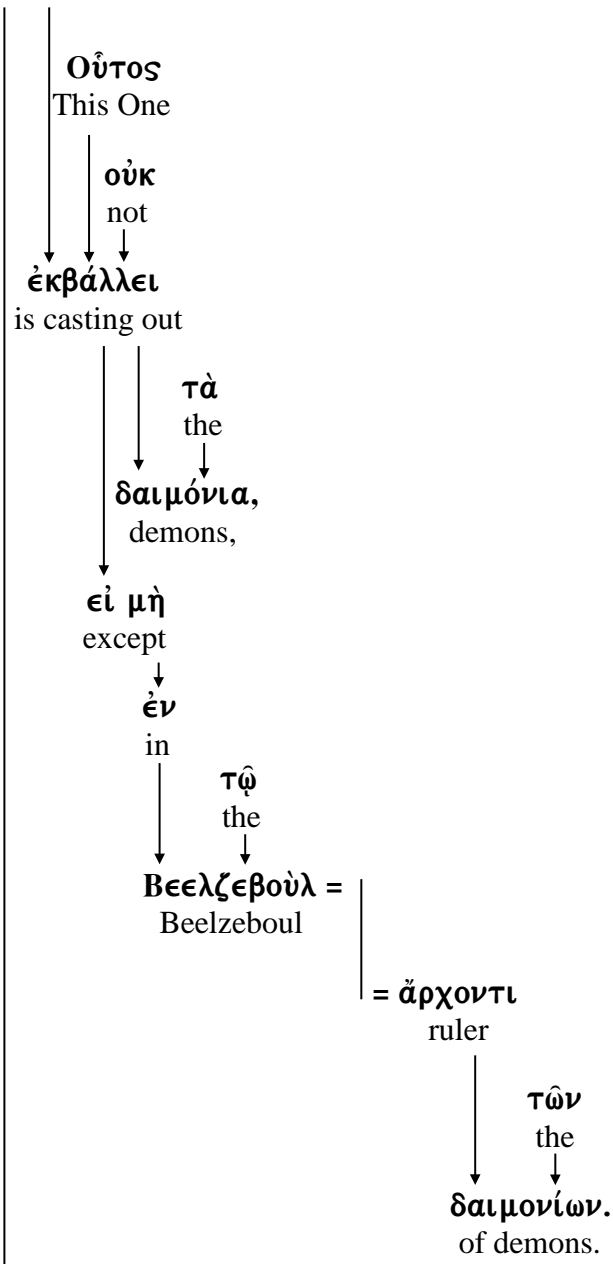 Οὗτος
This One
οὐκ
not
ἐκβάλλει
is casting out
τὰ
the
δαιμόνια,
demons,
εἰ μὴ
except
ἐν
in
τῷ
the
Βεελζεβοὺλ =
Beelzeboul
= ἄρχοντι
ruler
τῶν
the
δαιμονίων.
of demons.